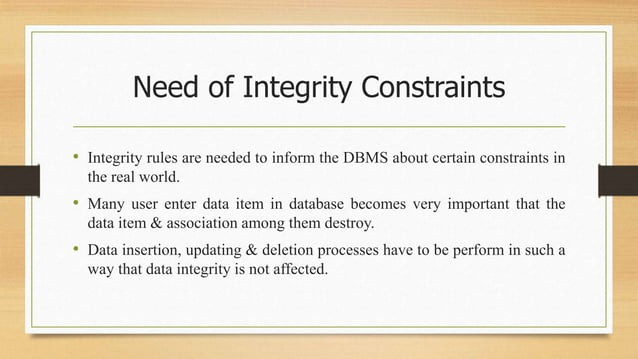 Need of Integrity Constraints
• Integrity rules are needed to inform the DBMS about certain constraints in
the real world.
• Many user enter data item in database becomes very important that the
data item & association among them destroy.
• Data insertion, updating & deletion processes have to be perform in such a
way that data integrity is not affected.